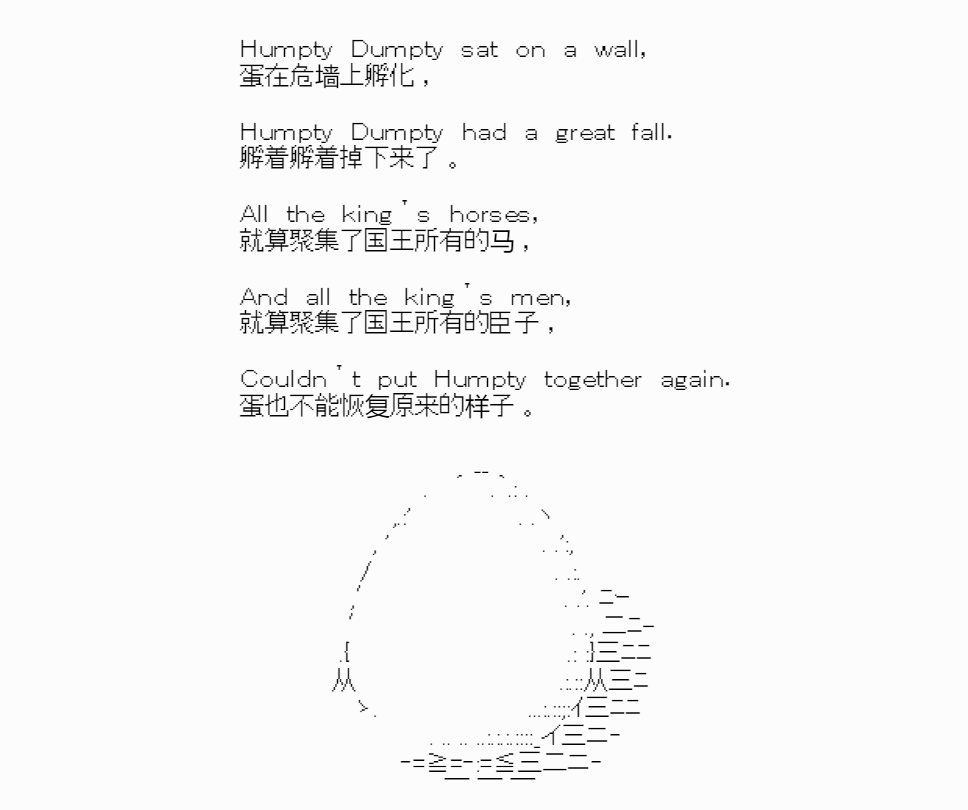 Humpty Dumpty sat on a wall,
蛋在危墙上孵化，
Humpty Dumpty had a great fall.
孵着孵着掉下来了。
All the king's horses,
就算聚集了国王所有的马，
And all the king's men,
就算聚集了国王所有的臣子，
Couldn't put Humpty together again.
蛋也不能恢复原来的样子。